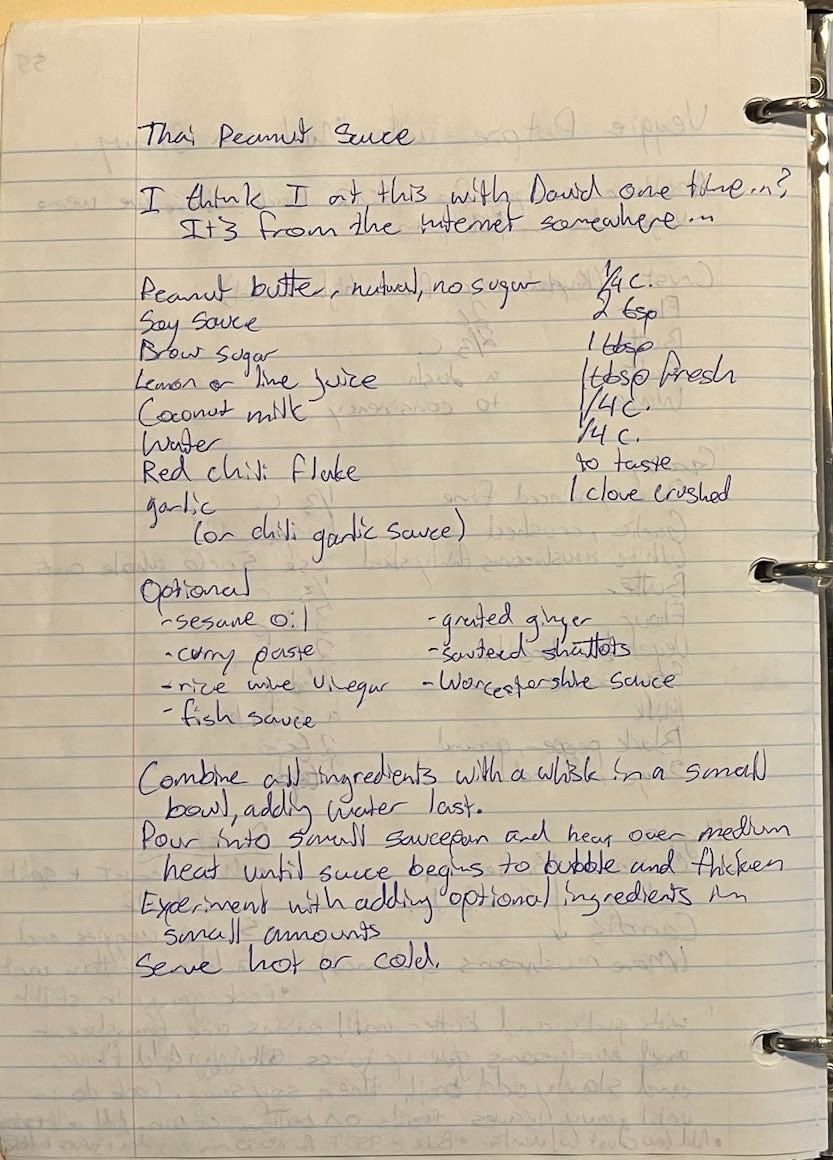 Thai Peanut Sauce
I think I at this with David one time...?
It's from the internet somewhere...
Peanut butter, natural, no sugar 1/4 c.
Soy Sauce 2 tsp
Brow sugar 1 tbsp
Lemon or lime juice 1 tbsp fresh
Coconut milk 1/4 c.
Water 1/4 c.
Red chili flake to taste
garlic 1 clove crushed
(or chili garlic sauce)
Optional
- sesame oil - grated ginger
- curry paste - sauteed shallots
- rice wine vinegar - Worcestershire sauce
- fish sauce
Combine all ingredients with a whisk in a small
bowl, adding water last.
Pour into small saucepan and heat over medium
heat until sauce begins to bubble and thicken
Experiment with adding optional ingredients in
small amounts
Serve hot or cold.